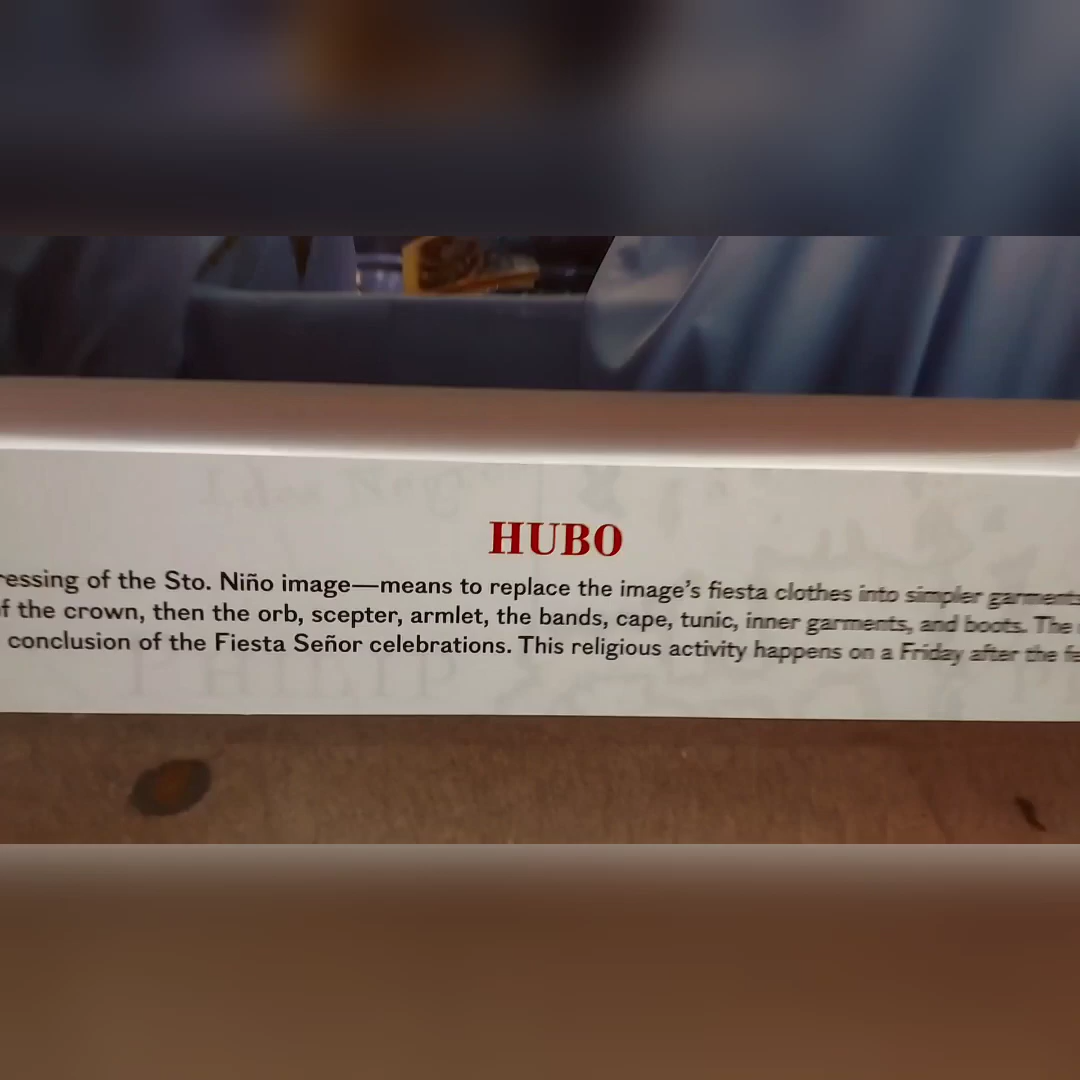 HUBO
of the Sto. Niño image—means to replace the image's fiesta clothes into simpler garments
the crown, then the orb, scepter, armlet, the bands, cape, tunic, inner garments, and boots. The
conclusion of the Fiesta Señor celebrations. This religious activity happens on a Friday after the